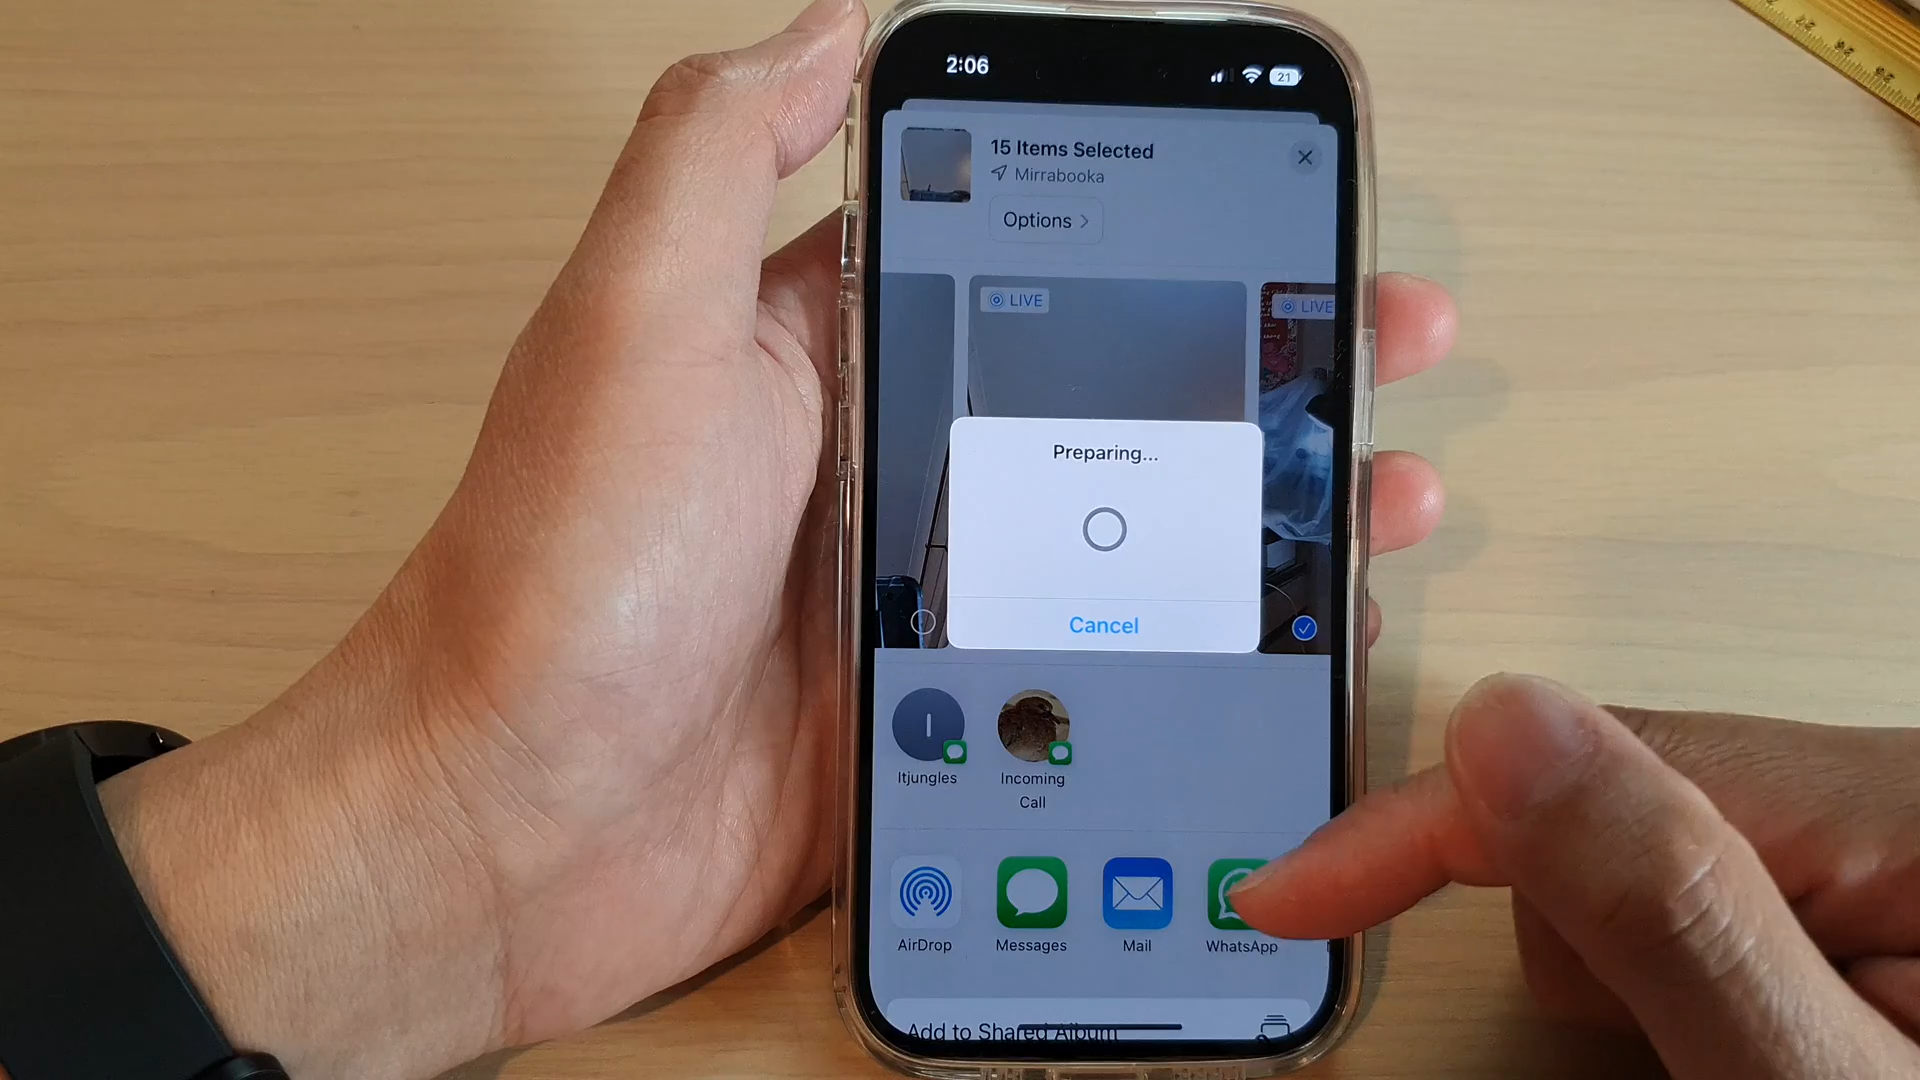 2:06
21
15 Items Selected
Mirrabooka
Options >
LIVE
LIVE
Preparing...
Cancel
I
Itjungles
Incoming
Call
AirDrop
Messages
Mail
WhatsApp
Add to Shared Album